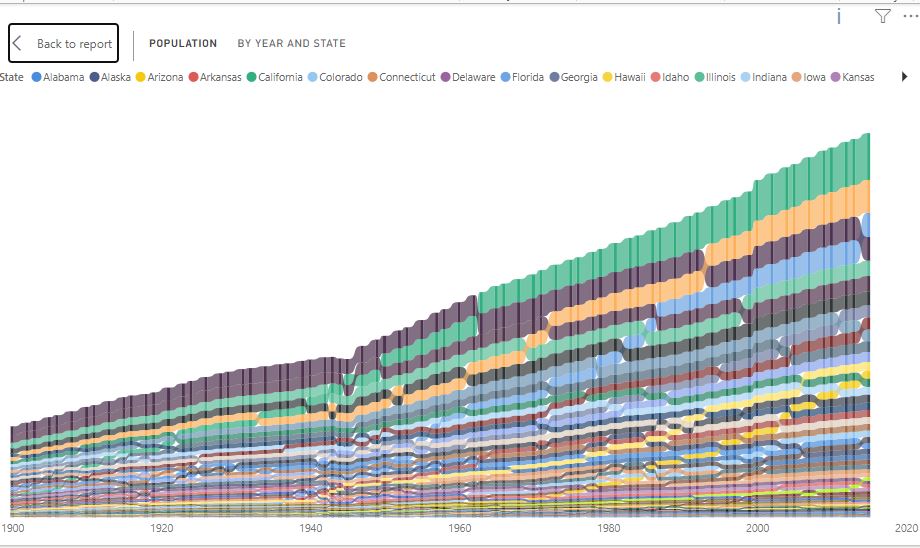 Back to report
POPULATION BY YEAR AND STATE
State Alabama Alaska Arizona Arkansas California Colorado Connecticut Delaware Florida Georgia Hawaii Idaho Illinois Indiana Iowa Kansas
1900 1920 1940 1960 1980 2000 2020